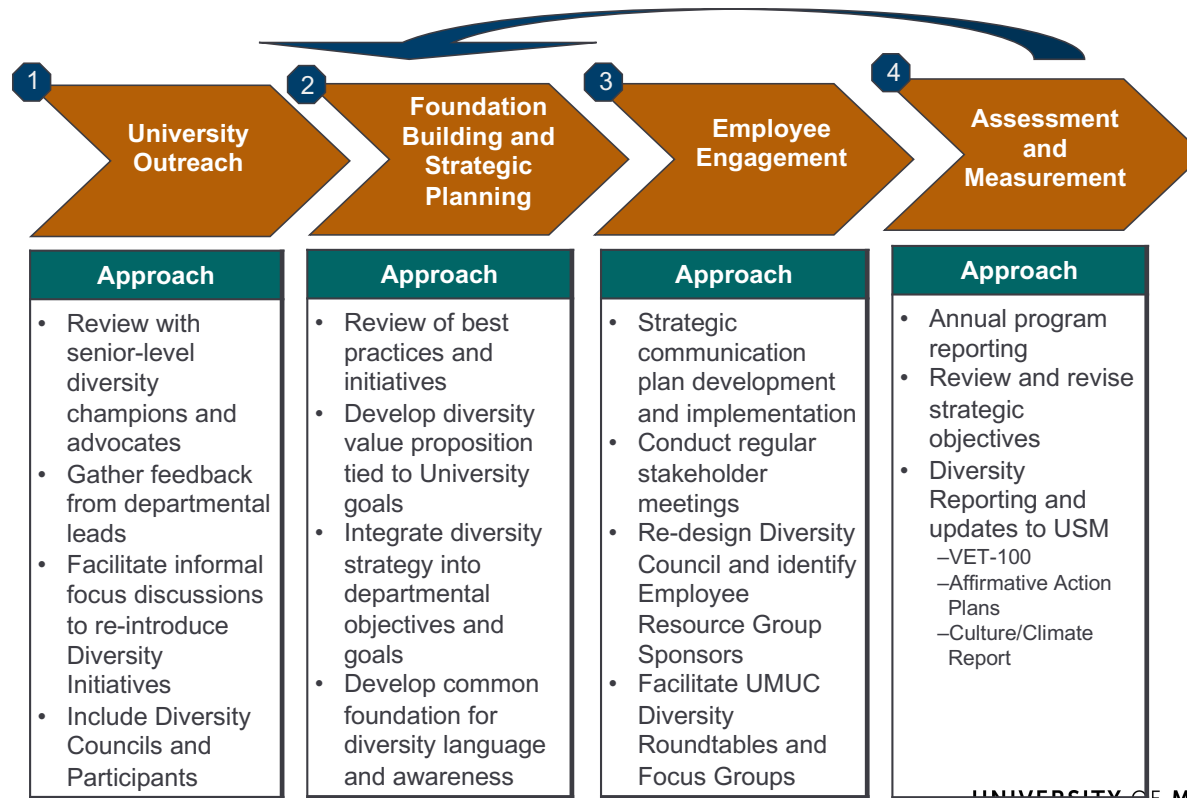 1
University
Outreach
2
Foundation
Building and
Strategic
Planning
3
Employee
Engagement
4
Assessment
and
Measurement
Approach
• Review with
senior-level
diversity
champions and
advocates
• Gather feedback
from departmental
leads
• Facilitate informal
focus discussions
to re-introduce
Diversity
Initiatives
• Include Diversity
Councils and
Participants
Approach
• Review of best
practices and
initiatives
• Develop diversity
value proposition
tied to University
goals
• Integrate diversity
strategy into
departmental
objectives and
goals
• Develop common
foundation for
diversity language
and awareness
Approach
• Strategic
communication
plan development
and implementation
• Conduct regular
stakeholder
meetings
• Re-design Diversity
Council and identify
Employee
Resource Group
Sponsors
• Facilitate UMUC
Diversity
Roundtables and
Focus Groups
Approach
• Annual program
reporting
• Review and revise
strategic
objectives
• Diversity
Reporting and
updates to USM
–VET-100
–Affirmative Action
Plans
–Culture/Climate
Report
UNIVERSITY OF M